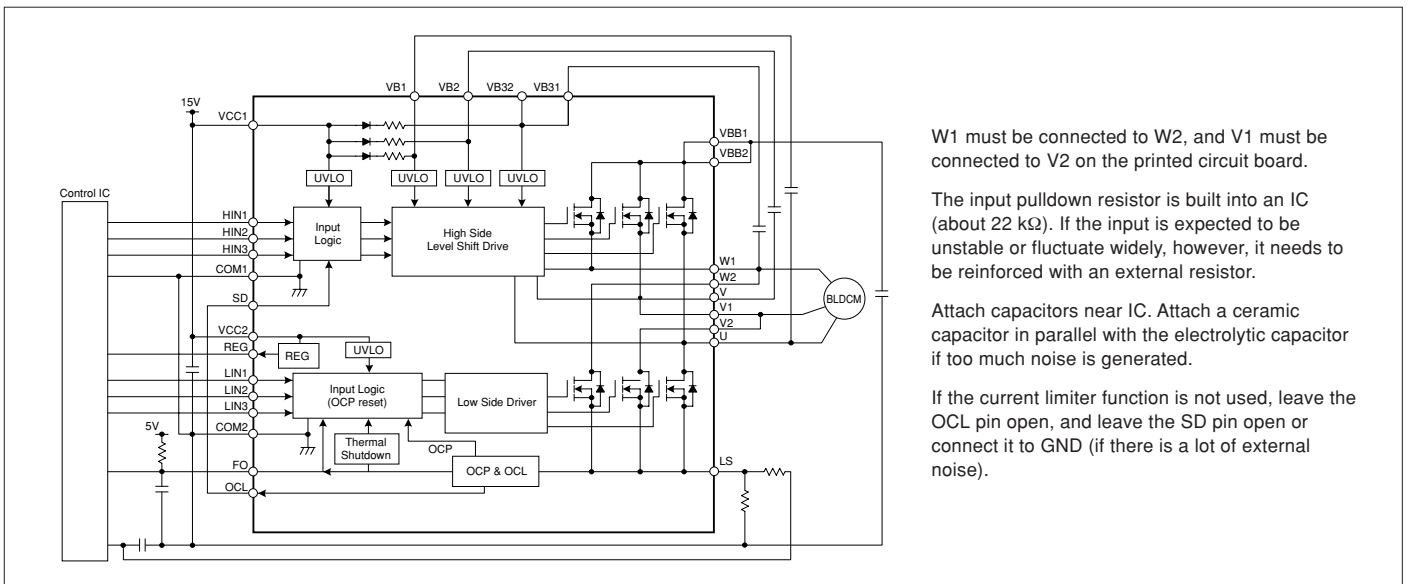 VB1
VB2
VB32
VB31
15V
VCC1
VBB1
VBB2
UVLO
UVLO
UVLO
UVLO
Control IC
HIN1
HIN2
HIN3
Input
Logic
High Side
Level Shift Drive
COM1
SD
W1
W2
V
V1
V2
U
BLDCM
VCC2
REG
REG
UVLO
LIN1
LIN2
LIN3
Input Logic
(OCP reset)
Low Side Driver
COM2
5V
Thermal
Shutdown
OCP
FO
OCP & OCL
LS
OCL
W1 must be connected to W2, and V1 must be
connected to V2 on the printed circuit board.
The input pulldown resistor is built into an IC
(about 22 kΩ). If the input is expected to be
unstable or fluctuate widely, however, it needs to
be reinforced with an external resistor.
Attach capacitors near IC. Attach a ceramic
capacitor in parallel with the electrolytic capacitor
if too much noise is generated.
If the current limiter function is not used, leave the
OCL pin open, and leave the SD pin open or
connect it to GND (if there is a lot of external
noise).